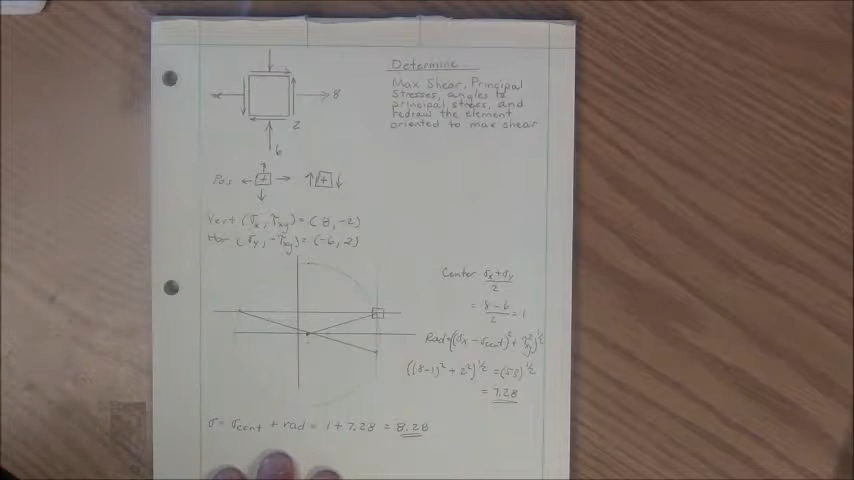 Determine
Max Shear, Principal
Stresses, angles to
principal stress, and
redraw the element
oriented to max shear
8
2
6
Pos
+ +
Vert (σx, τxy) = (8, -2)
Hor (σy, -τxy) = (-6, 2)
Center σx+σy
2
= 8-6 = 1
2
Rad = ((σx - σcent)² + τxy²)^½
((8-1)² + 2²)^½ = (53)^½
= 7.28
σ = σcent + rad = 1 + 7.28 = 8.28